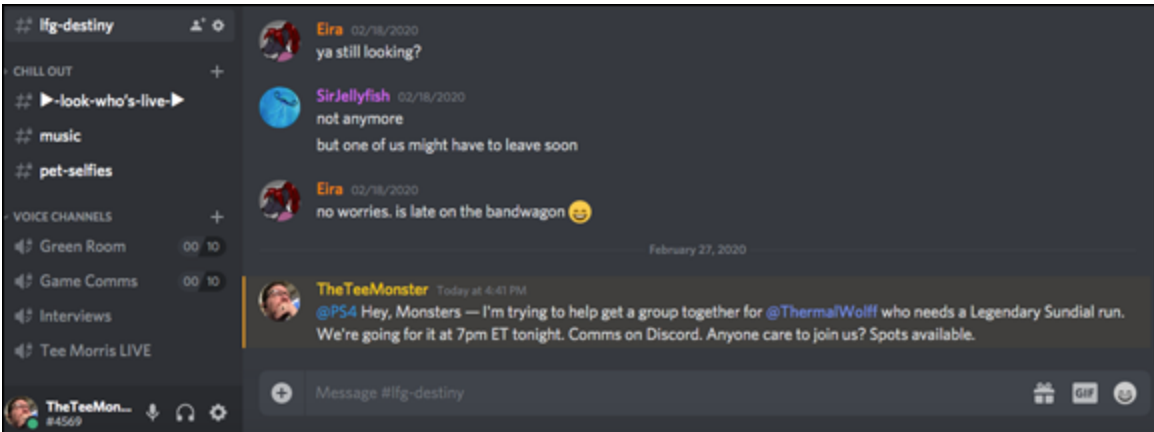 lfg-destiny
CHILL OUT
▶-look-who's-live-▶
music
pet-selfies
VOICE CHANNELS
Green Room 00 10
Game Comms 00 10
Interviews
Tee Morris LIVE
TheTeeMon...
#4569
Eira 02/18/2020
ya still looking?
SirJellyfish 02/18/2020
not anymore
but one of us might have to leave soon
Eira 02/18/2020
no worries. is late on the bandwagon 😄
February 27, 2020
TheTeeMonster Today at 4:41 PM
@PS4 Hey, Monsters — I'm trying to help get a group together for @ThermalWolff who needs a Legendary Sundial run.
We're going for it at 7pm ET tonight. Comms on Discord. Anyone care to join us? Spots available.
Message #lfg-destiny
GIF